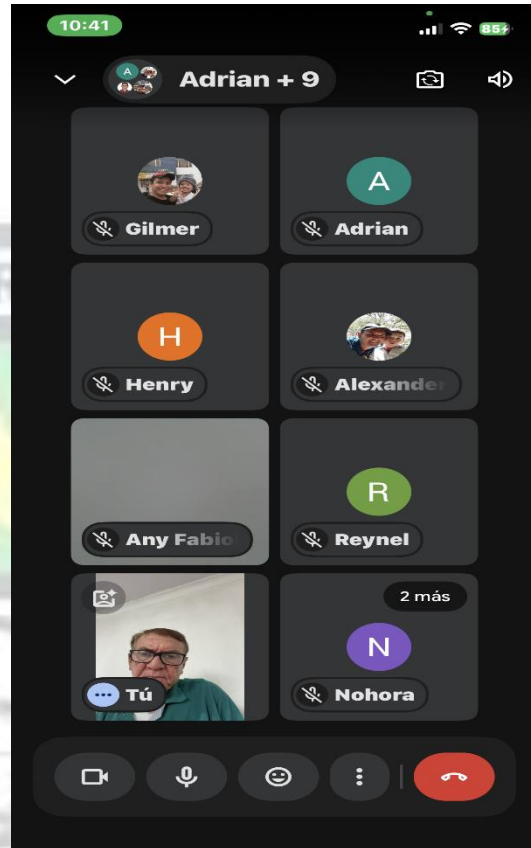 10:41
85
Adrian + 9
A
Gilmer
A
Adrian
H
Henry
Alexande
Any Fabio
R
Reynel
Tú
2 más
N
Nohora